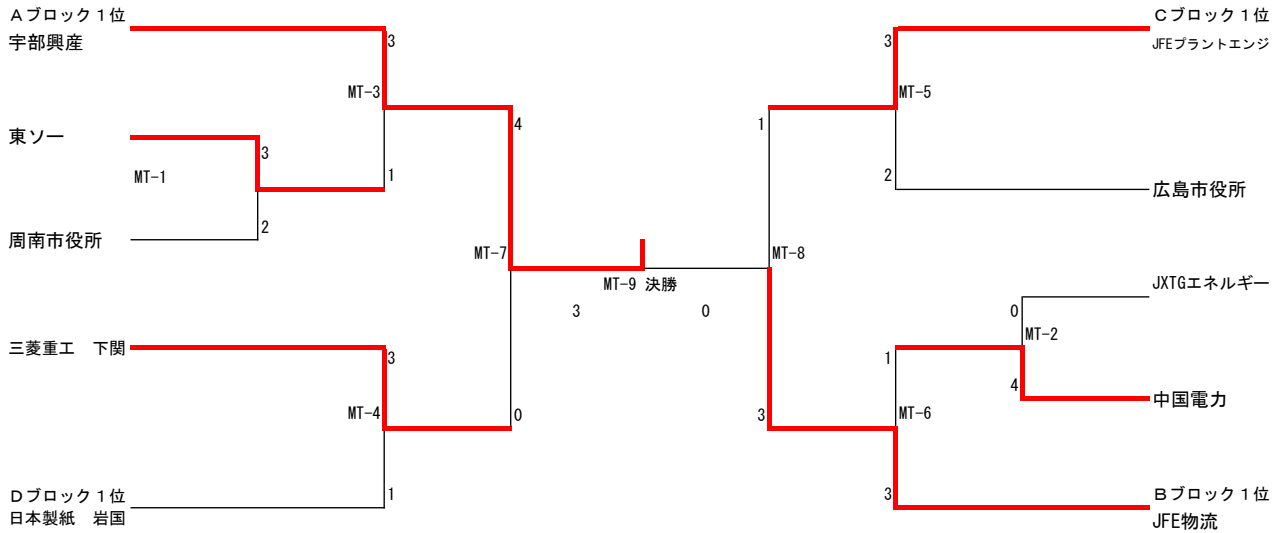 Aブロック1位
宇部興産
3
MT-3
4
東ソー
3
MT-1
1
2
周南市役所
MT-7
MT-9 決勝
3
0
三菱重工 下関
3
MT-4
0
1
Dブロック1位
日本製紙 岩国
Cブロック1位
JFEプラントエンジ
3
MT-5
1
2
広島市役所
MT-8
JXTGエネルギー
0
MT-2
1
4
中国電力
3
MT-6
3
Bブロック1位
JFE物流